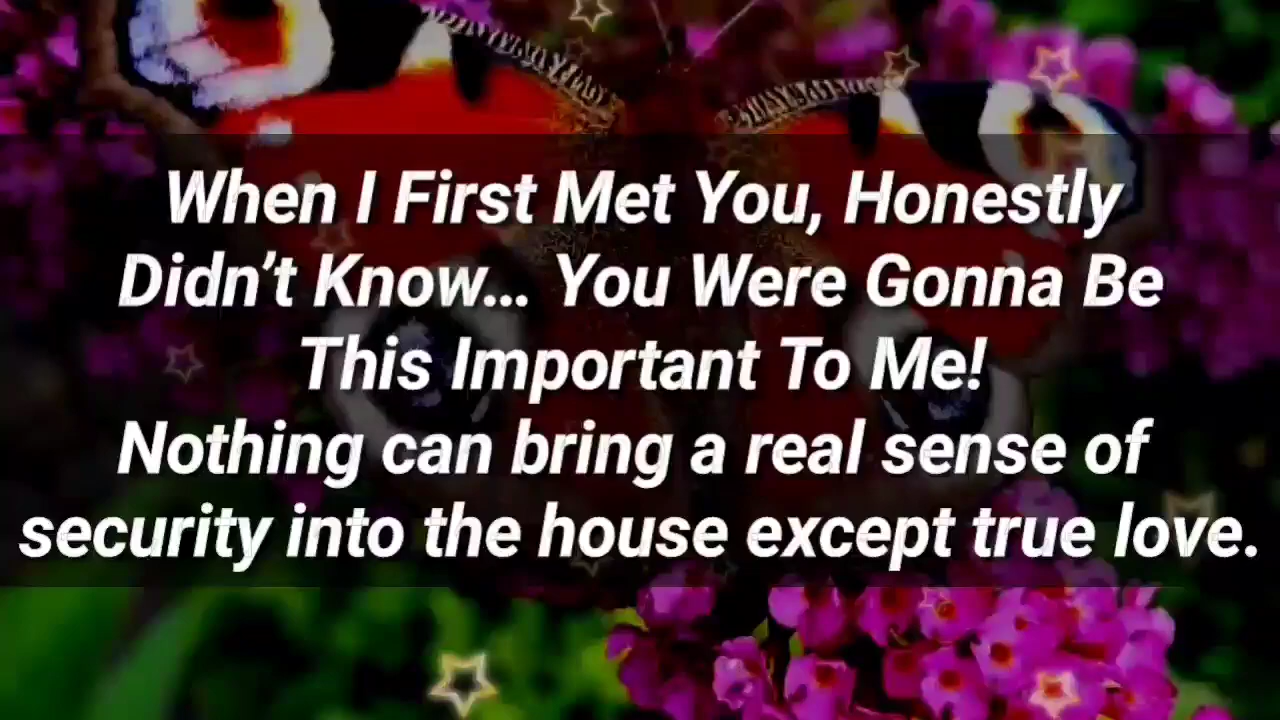 When I First Met You, Honestly
Didn’t Know... You Were Gonna Be
This Important To Me!
Nothing can bring a real sense of
security into the house except true love.